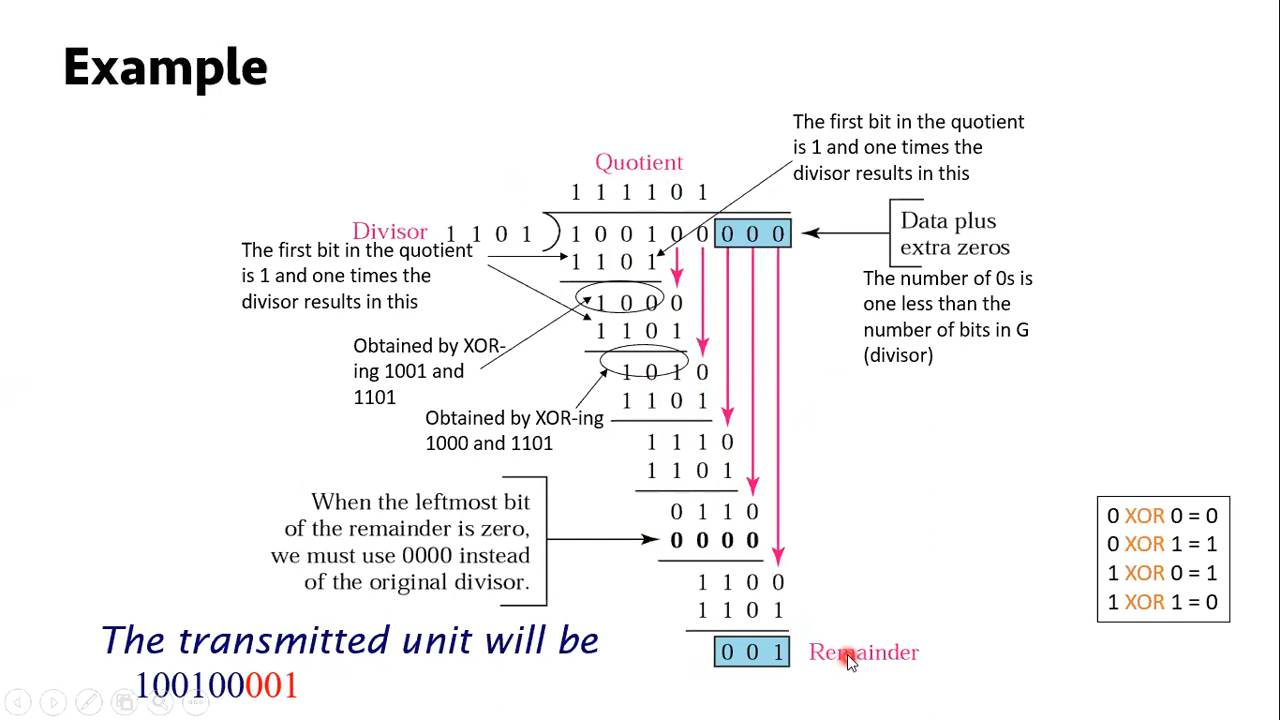 Example
The first bit in the quotient
is 1 and one times the
divisor results in this
Quotient
1 1 1 1 0 1
Divisor 1 1 0 1 1 0 0 1 0 0 0 0 0
Data plus
extra zeros
The first bit in the quotient
is 1 and one times the
divisor results in this
1 1 0 1
The number of 0s is
one less than the
number of bits in G
(divisor)
1 0 0 0
1 1 0 1
Obtained by XOR-
ing 1001 and
1101
1 0 1 0
1 1 0 1
Obtained by XOR-ing
1000 and 1101
1 1 1 0
1 1 0 1
When the leftmost bit
of the remainder is zero,
we must use 0000 instead
of the original divisor.
0 1 1 0
0 0 0 0
1 1 0 0
1 1 0 1
0 0 1 Remainder
0 XOR 0 = 0
0 XOR 1 = 1
1 XOR 0 = 1
1 XOR 1 = 0
The transmitted unit will be
100100001